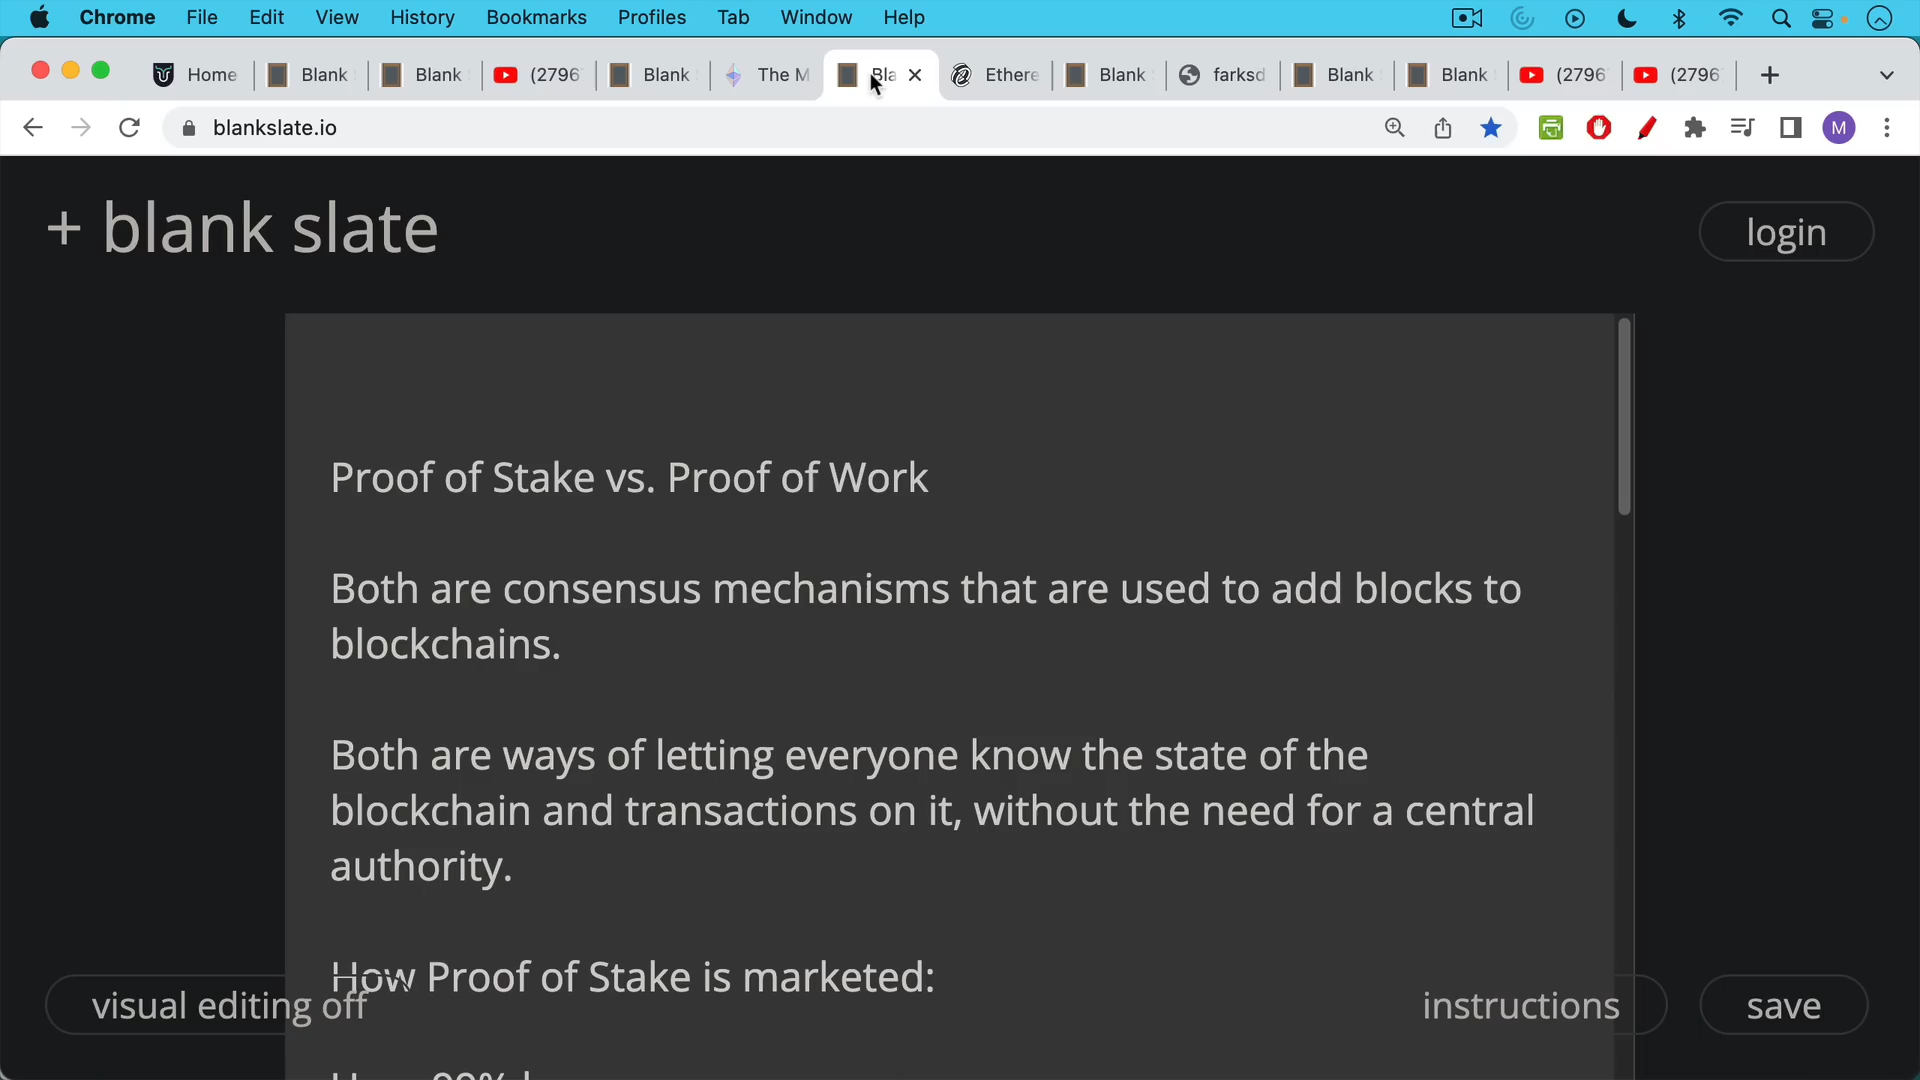 Chrome File Edit View History Bookmarks Profiles Tab Window Help
Home Blank Blank (2796 Blank The M Bla Ethere Blank farksd Blank Blank (2796 (2796
blankslate.io
M
+ blank slate
login
Proof of Stake vs. Proof of Work
Both are consensus mechanisms that are used to add blocks to
blockchains.
Both are ways of letting everyone know the state of the
blockchain and transactions on it, without the need for a central
authority.
How Proof of Stake is marketed:
visual editing off
instructions
save